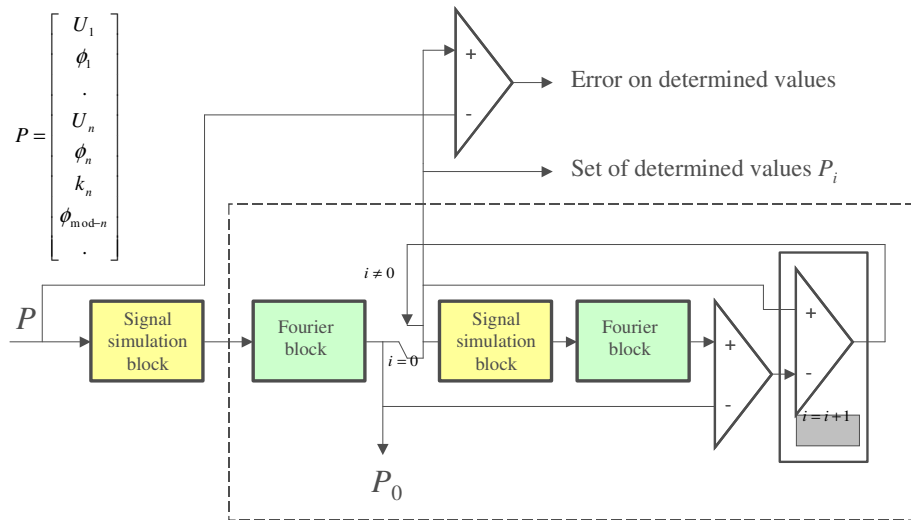 U₁
ϕ₁
.
Uₙ
P =
ϕₙ
kₙ
ϕ_mod−n
.
+
-
Error on determined values
Set of determined values Pᵢ
i ≠ 0
P
Signal
simulation
block
Fourier
block
i = 0
Signal
simulation
block
Fourier
block
+
-
+
-
i = i+1
P₀